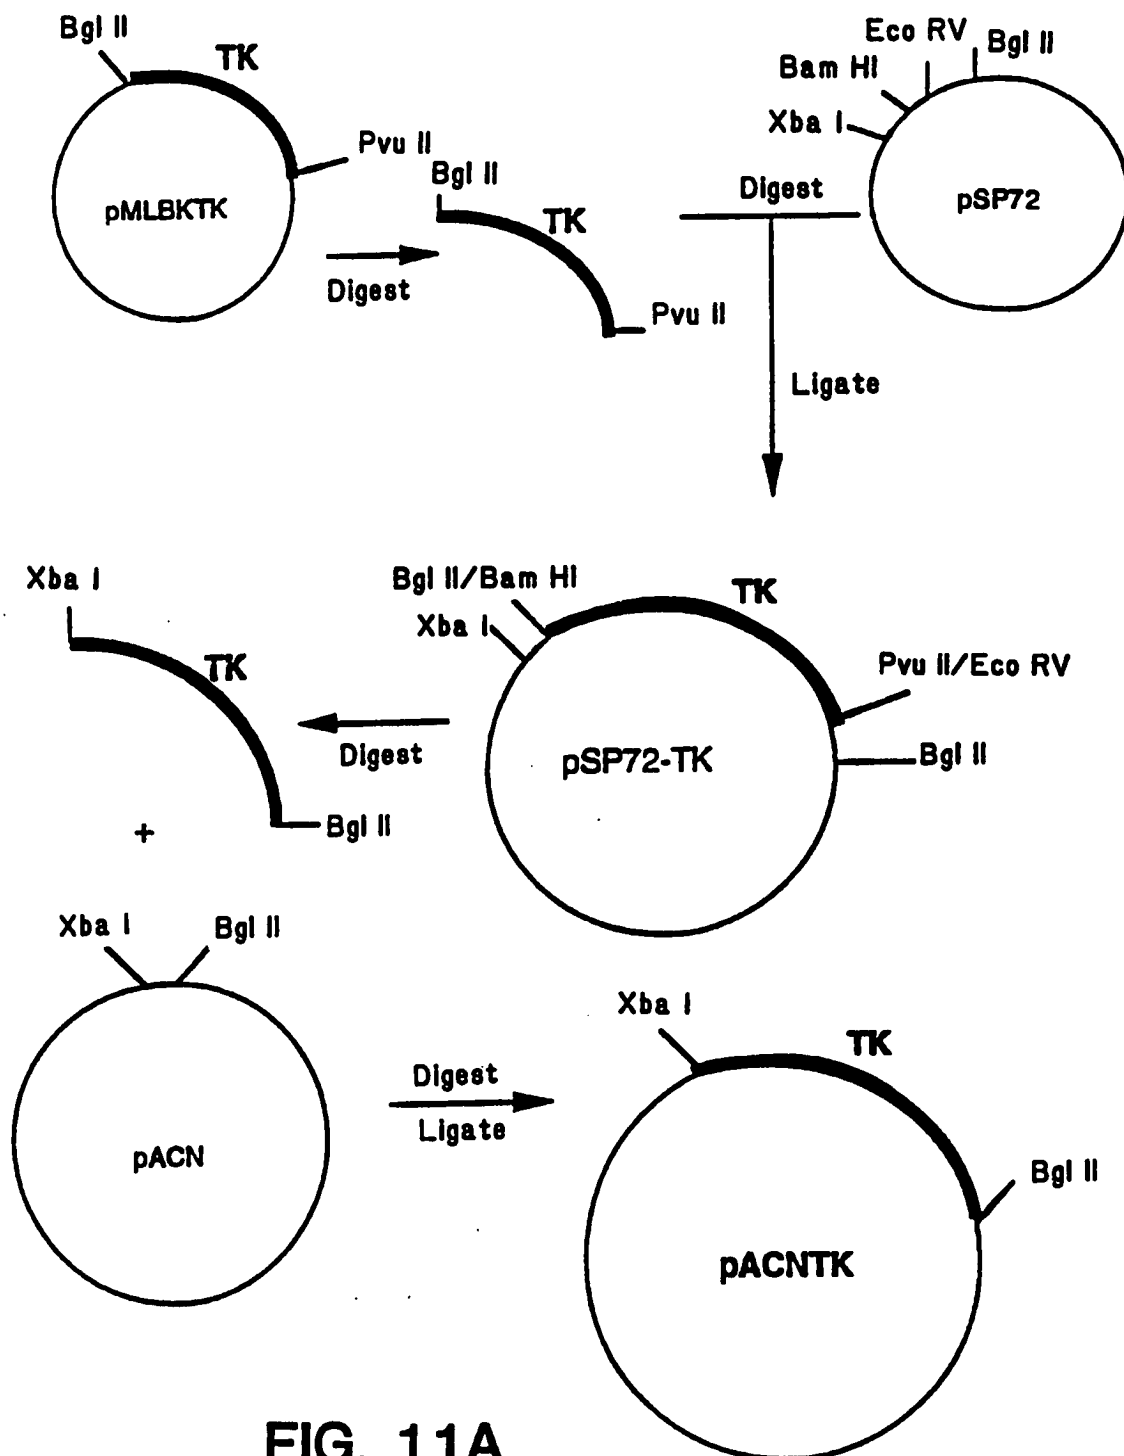 Bgl II
TK
Pvu II
pMLBKTK
Digest
Bgl II
TK
Pvu II
Eco RV
Bgl II
Bam HI
Xba I
pSP72
Digest
Ligate
Xba I
TK
Bgl II
Bgl II/Bam HI
Xba I
TK
Pvu II/Eco RV
Bgl II
pSP72-TK
Digest
+
Xba I
Bgl II
pACN
Digest
Ligate
Xba I
TK
Bgl II
pACNTK
FIG. 11A